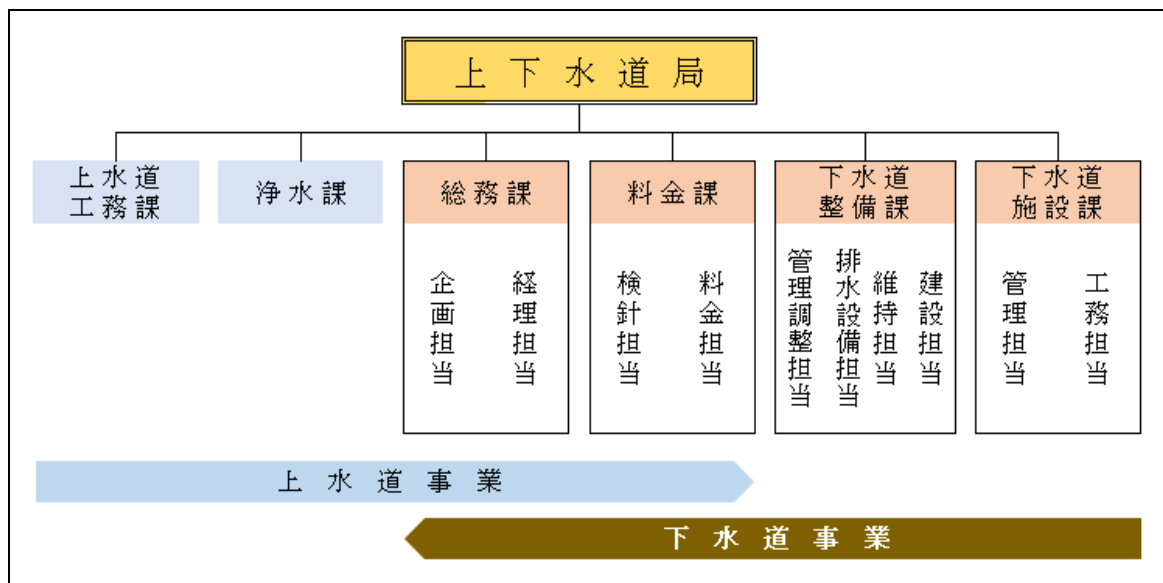 上下水道局
上水道
工務課
浄水課
総務課
料金課
下水道
整備課
下水道
施設課
企画担当
経理担当
検針担当
料金担当
管理調整担当
排水設備担当
維持担当
建設担当
管理担当
工務担当
上水道事業
下水道事業